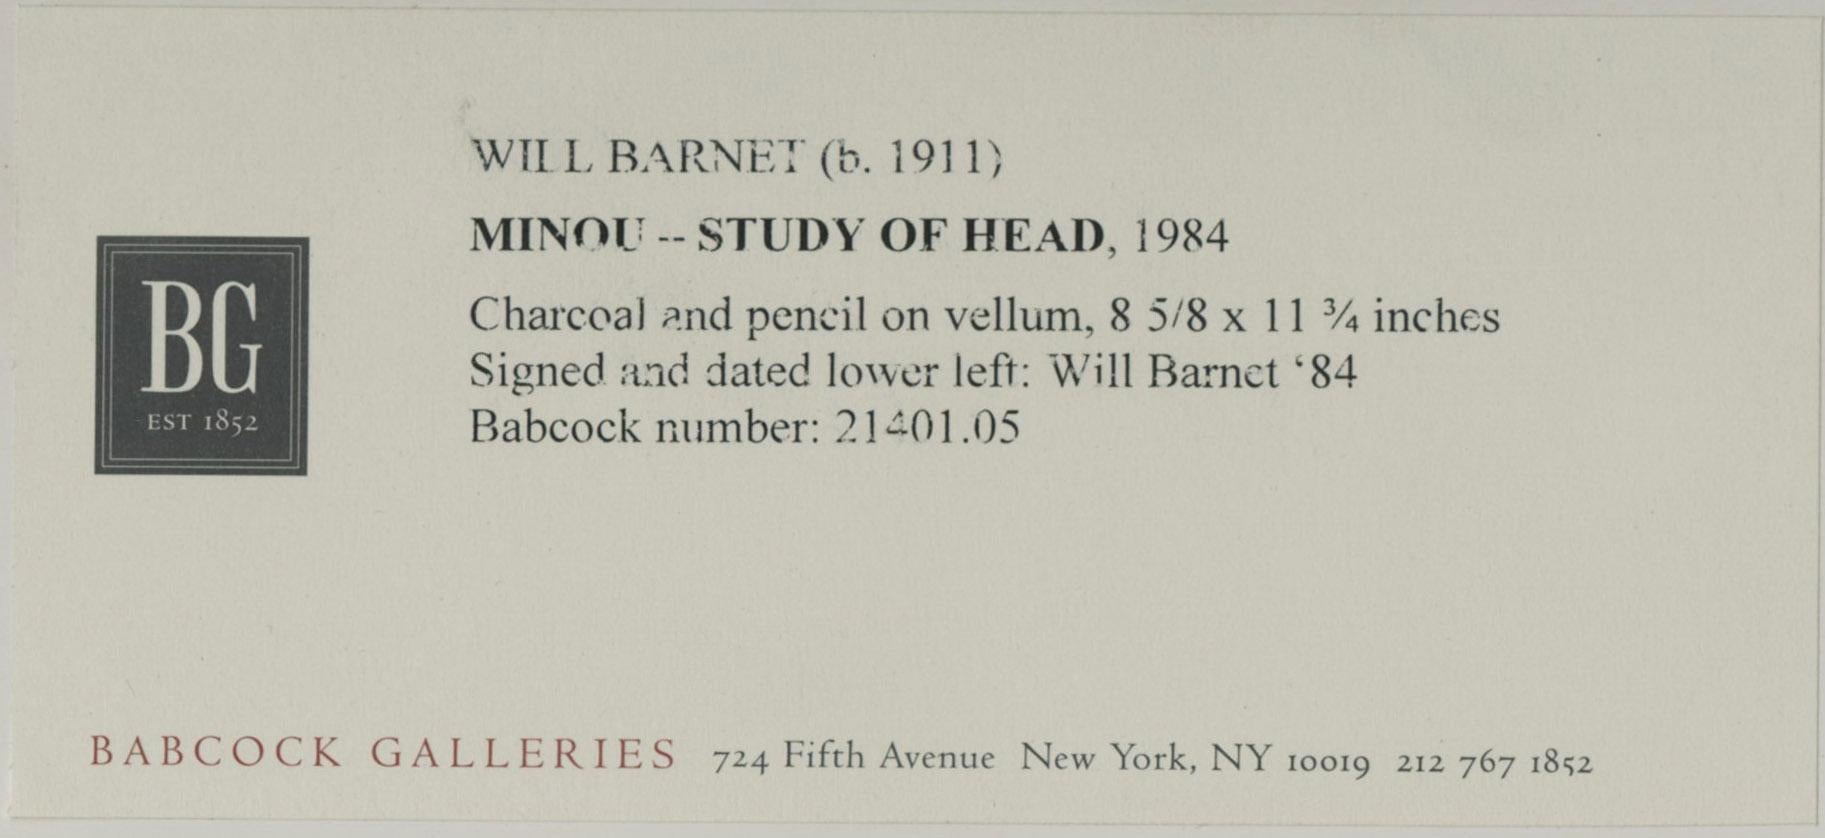 WILL BARNET (b. 1911)
MINOU -- STUDY OF HEAD, 1984
Charcoal and pencil on vellum, 8 5/8 x 11 ¾ inches
Signed and dated lower left: Will Barnet ‘84
Babcock number: 21401.05
BG
EST 1852
BABCOCK GALLERIES 724 Fifth Avenue New York, NY 10019 212 767 1852